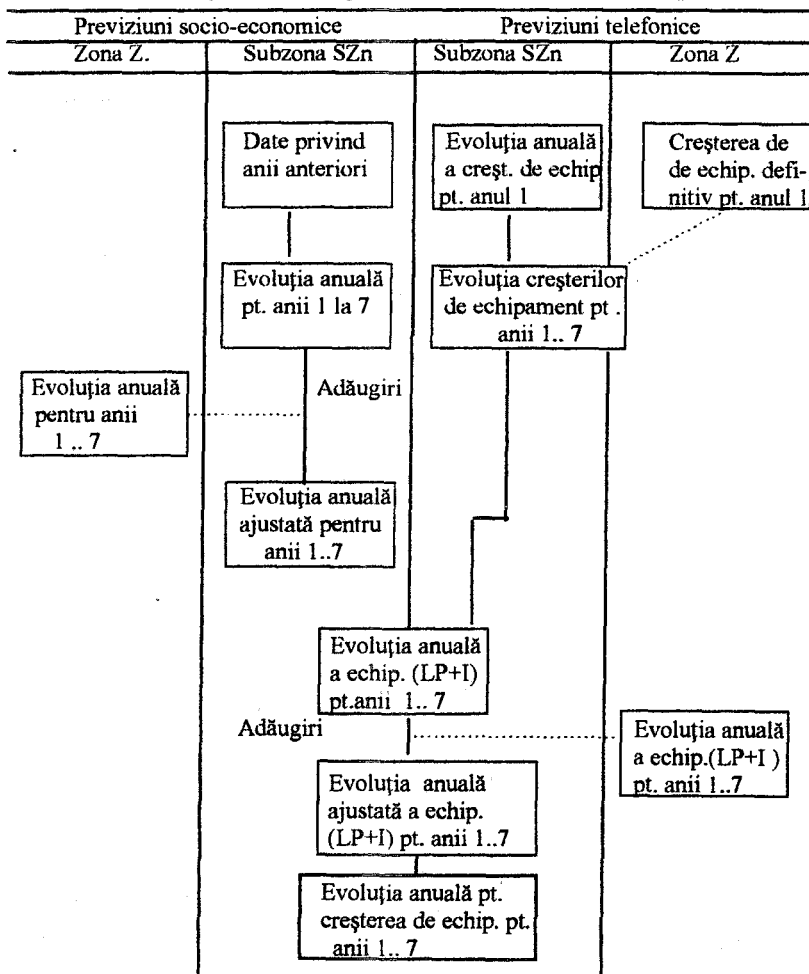 Previziuni socio-economice
Previziuni telefonice
Zona Z.
Subzona SZn
Subzona SZn
Zona Z
Date privind
anii anteriori
Evoluția anuală
a creșt. de echip
pt. anul 1
Creșterea de
de echip. defi-
nitiv pt. anul 1
Evoluția anuală
pt. anii 1 la 7
Evoluția creșterilor
de echipament pt .
anii 1.. 7
Evoluția anuală
pentru anii
1 .. 7
Adăugiri
Evoluția anuală
ajustată pentru
anii 1..7
Evoluția anuală
a echip. (LP+I)
pt.anii 1.. 7
Adăugiri
Evoluția anuală
a echip.(LP+I )
pt. anii 1..7
Evoluția anuală
ajustată a echip.
(LP+I) pt. anii 1..7
Evoluția anuală pt.
creșterea de echip. pt.
anii 1.. 7